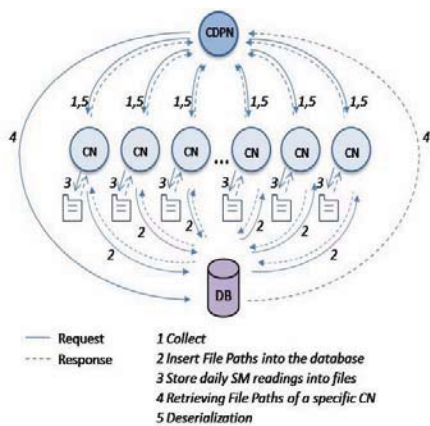 CDPN
1,5 1,5 1,5 1,5 1,5 1,5
4 4
CN CN CN ... CN CN CN
3 3 3 3 3 3
2 2 2 2
2 2
DB
Request 1 Collect
Response 2 Insert File Paths into the database
3 Store daily SM readings into files
4 Retrieving File Paths of a specific CN
5 Deserialization